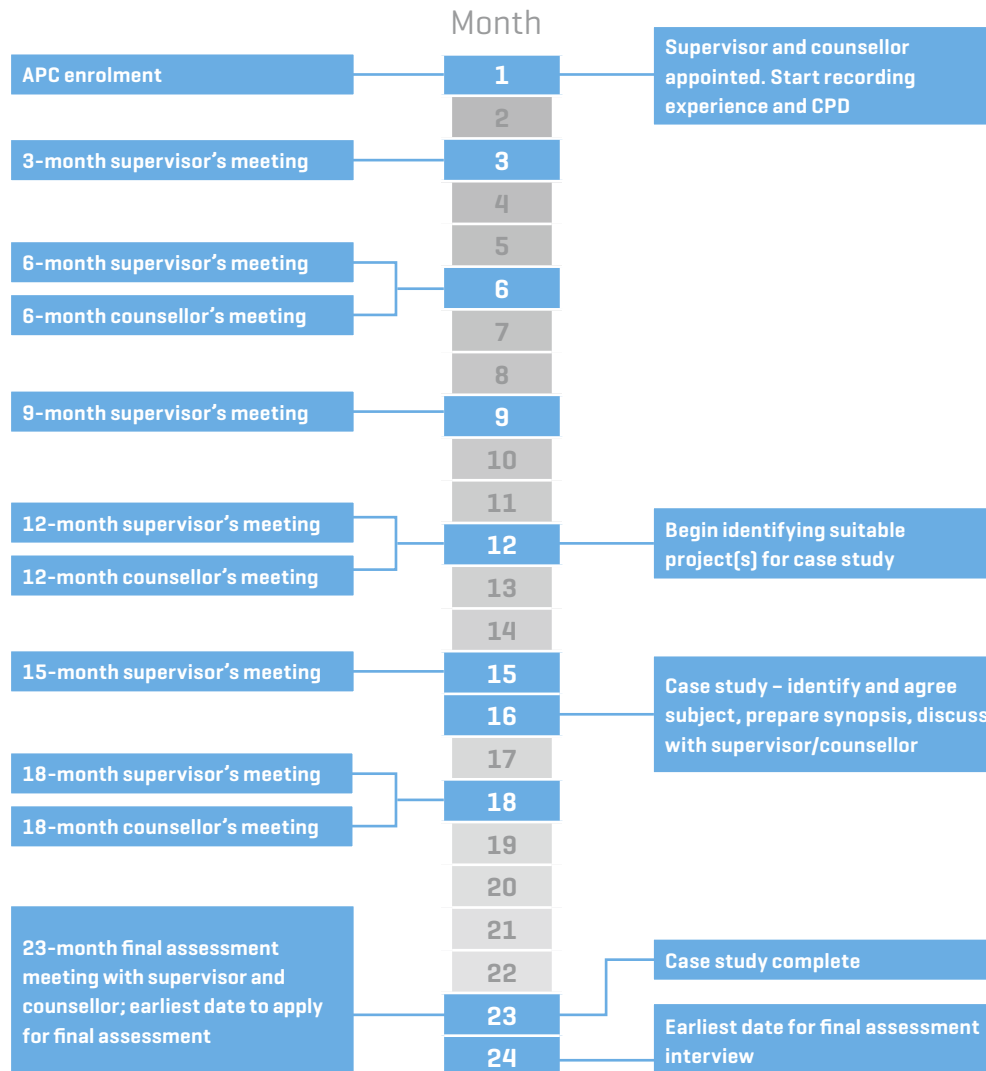 Month
APC enrolment
1
Supervisor and counsellor
appointed. Start recording
experience and CPD
2
3-month supervisor’s meeting
3
4
5
6-month supervisor’s meeting
6-month counsellor’s meeting
6
7
8
9-month supervisor’s meeting
9
10
11
12-month supervisor’s meeting
12-month counsellor’s meeting
12
Begin identifying suitable
project(s) for case study
13
14
15-month supervisor’s meeting
15
16
Case study – identify and agree
subject, prepare synopsis, discuss
with supervisor/counsellor
17
18-month supervisor’s meeting
18-month counsellor’s meeting
18
19
20
21
22
23-month final assessment
meeting with supervisor and
counsellor; earliest date to apply
for final assessment
23
Case study complete
24
Earliest date for final assessment
interview